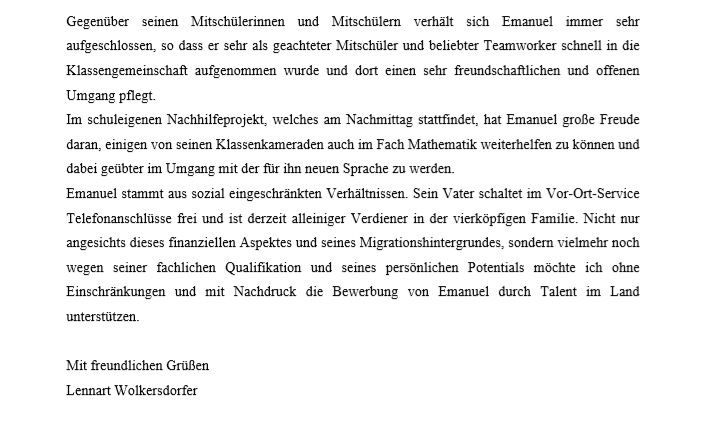 Gegenüber seinen Mitschülerinnen und Mitschülern verhält sich Emanuel immer sehr
aufgeschlossen, so dass er sehr als geachteter Mitschüler und beliebter Teamworker schnell in die
Klassengemeinschaft aufgenommen wurde und dort einen sehr freundschaftlichen und offenen
Umgang pflegt.
Im schuleigenen Nachhilfeprojekt, welches am Nachmittag stattfindet, hat Emanuel große Freude
daran, einigen von seinen Klassenkameraden auch im Fach Mathematik weiterhelfen zu können und
dabei geübter im Umgang mit der für ihn neuen Sprache zu werden.
Emanuel stammt aus sozial eingeschränkten Verhältnissen. Sein Vater schaltet im Vor-Ort-Service
Telefonanschlüsse frei und ist derzeit alleiniger Verdiener in der vierköpfigen Familie. Nicht nur
angesichts dieses finanziellen Aspektes und seines Migrationshintergrundes, sondern vielmehr noch
wegen seiner fachlichen Qualifikation und seines persönlichen Potentials möchte ich ohne
Einschränkungen und mit Nachdruck die Bewerbung von Emanuel durch Talent im Land
unterstützen.
Mit freundlichen Grüßen
Lennart Wolkersdorfer